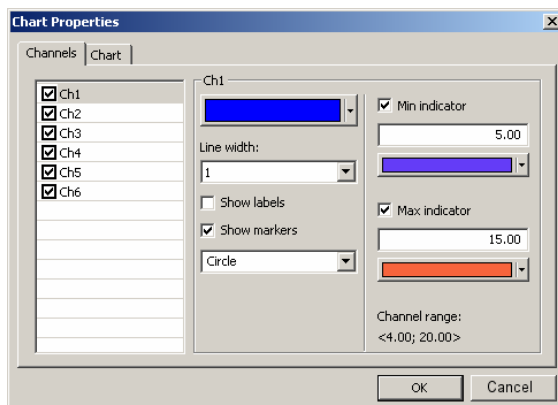 Chart Properties
Channels
Chart
Ch1
Ch2
Ch3
Ch4
Ch5
Ch6
Ch1
Line width:
1
Show labels
Show markers
Circle
Min indicator
5.00
Max indicator
15.00
Channel range:
<4.00; 20.00>
OK
Cancel